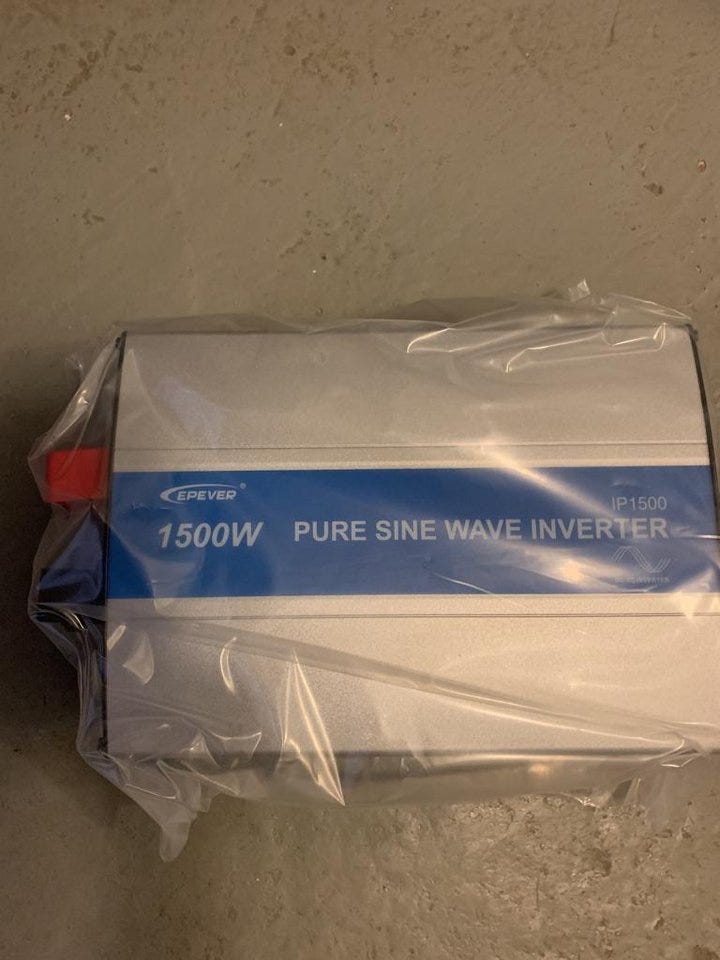 EPEVER®
IP1500
1500W PURE SINE WAVE INVERTER